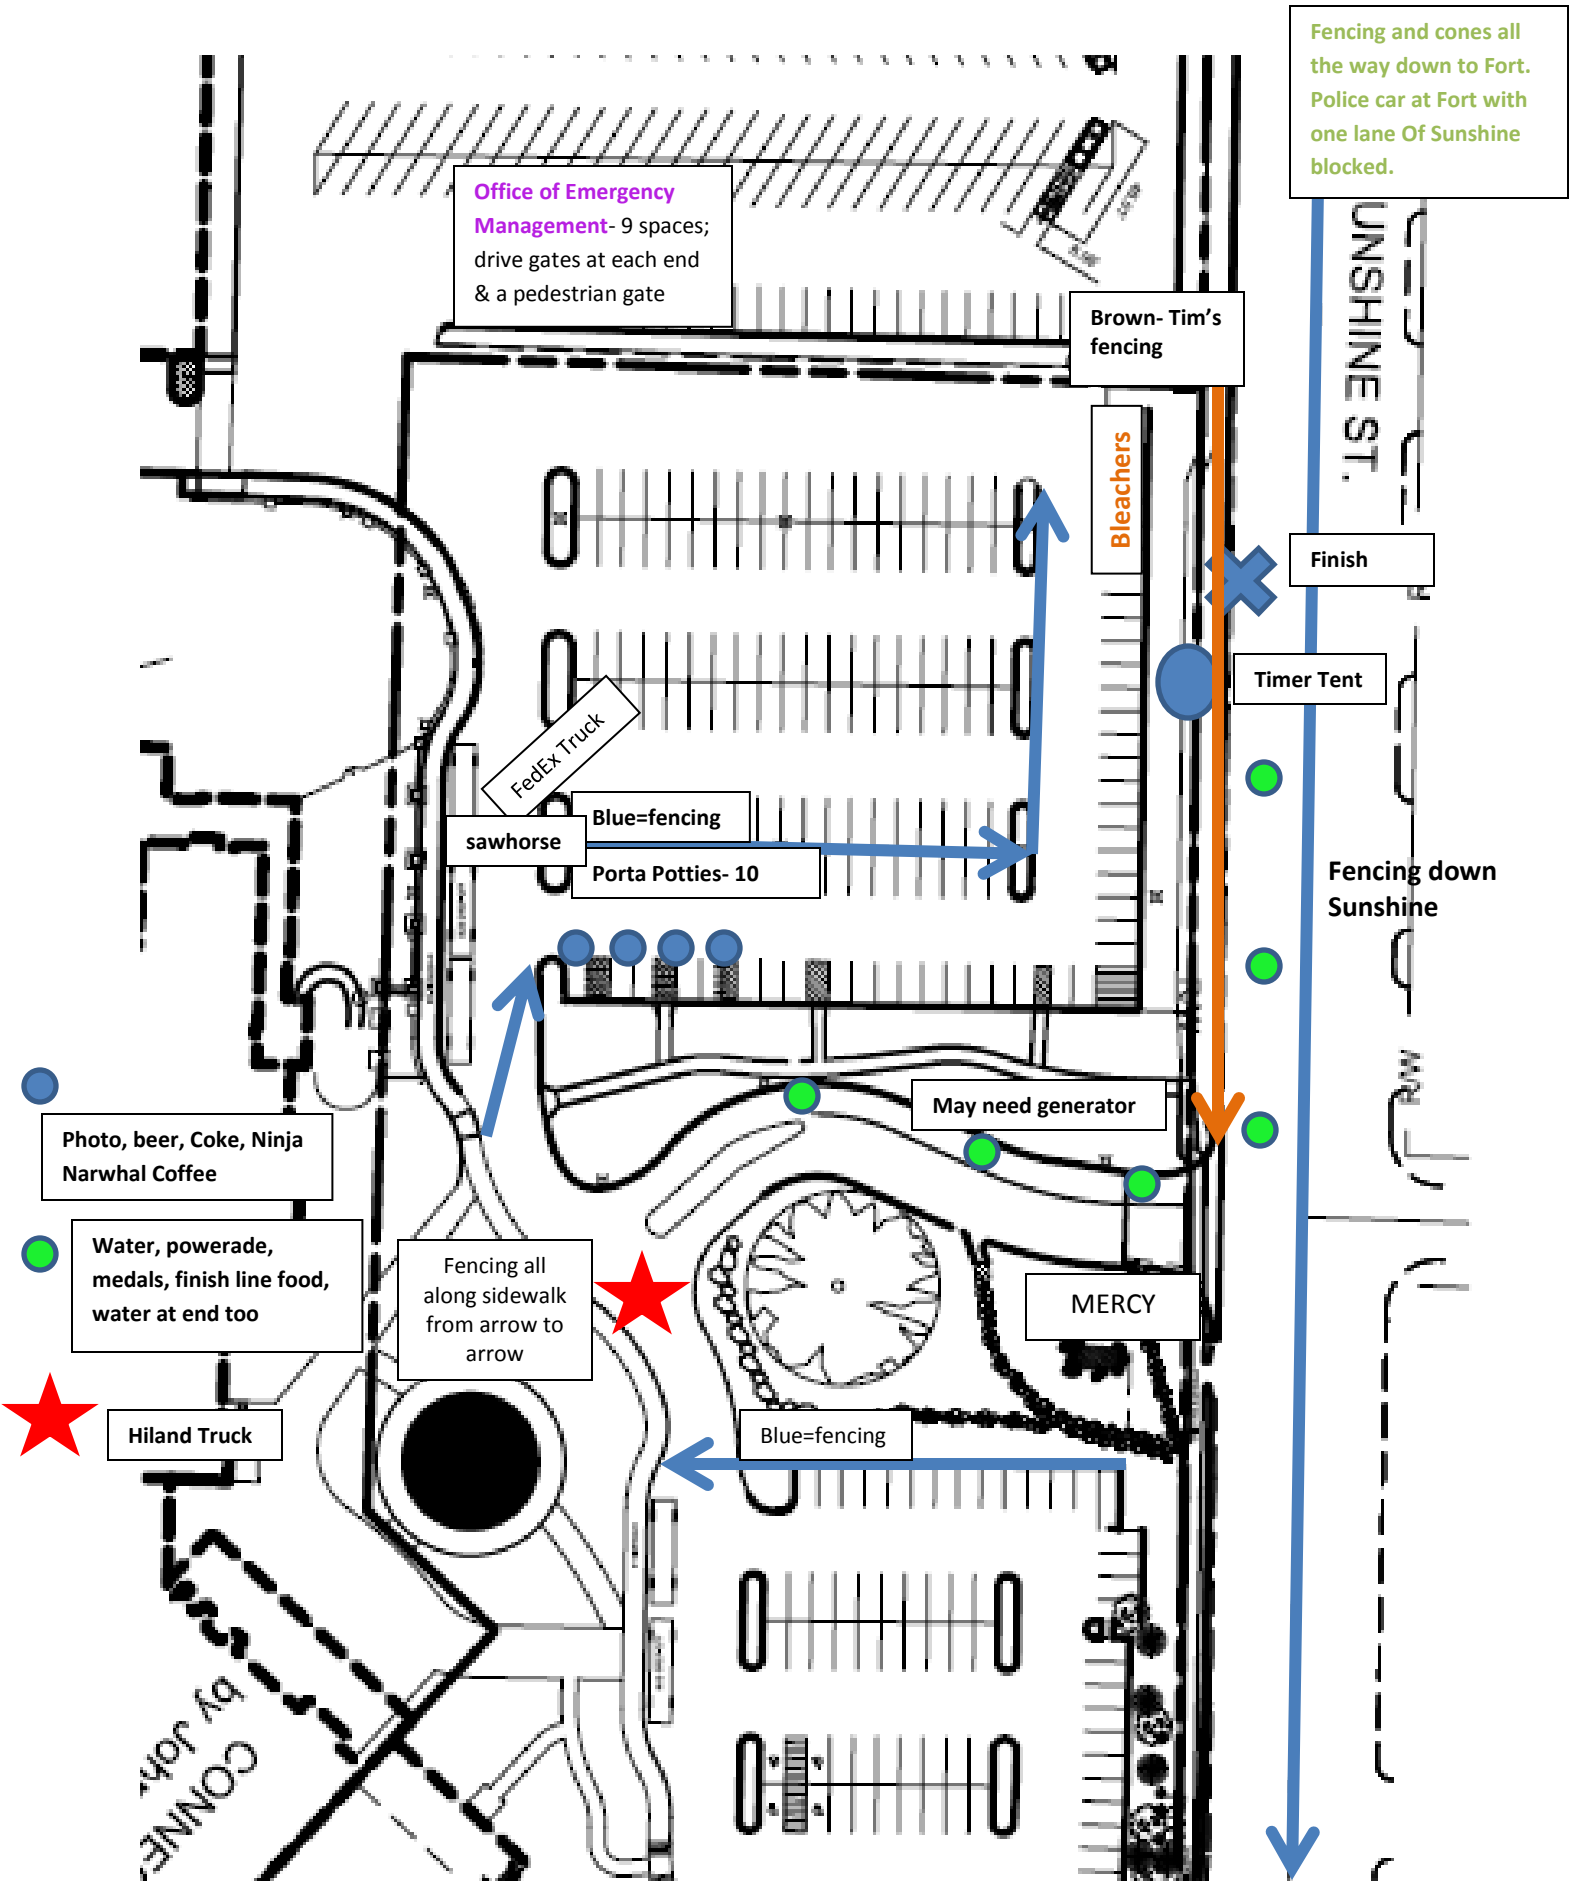 Fencing and cones all
the way down to Fort.
Police car at Fort with
one lane Of Sunshine
blocked.
Office of Emergency
Management- 9 spaces;
drive gates at each end
& a pedestrian gate
UNSHINE ST.
Brown- Tim's
fencing
Bleachers
Finish
Timer Tent
FedEx Truck
Blue=fencing
sawhorse
Porta Potties- 10
Fencing down
Sunshine
R/W
May need generator
Photo, beer, Coke, Ninja
Narwhal Coffee
Water, powerade,
medals, finish line food,
water at end too
Fencing all
along sidewalk
from arrow to
arrow
MERCY
Hiland Truck
Blue=fencing
by Joh
CONNE